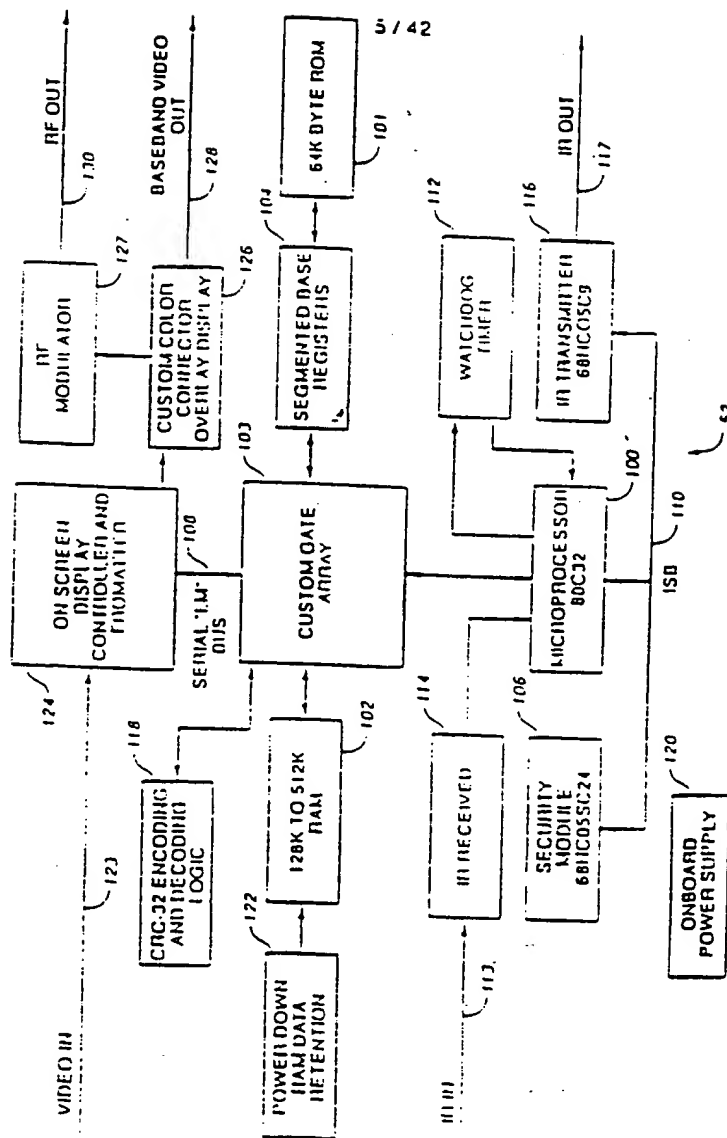 5 / 42
VIDEO IN
123
124
ON SCREEN
DISPLAY
CONTROLLER AND
RF
MODULATOR
127
RF OUT
130
CUSTOM COLOR
CONNECTOR
OVERLAY DISPLAY
126
BASEBAND VIDEO
OUT
128
SERIAL "I.M"
BUS
108
118
CRC-32 ENCODING
AND DECODING
LOGIC
CUSTOM GATE
ARRAY
103
SEGMENTED BASE
REGISTERS
104
64K BYTE ROM
101
122
POWER DOWN
RAM DATA
RETENTION
128K TO 512K
RAM
102
IR IN
113
IR RECEIVED
114
WATCHDOG
TIMER
112
MICROPROCESSOR
80C32
100
IR TRANSMITTER
68HC05C9
116
IR OUT
117
SECURITY
MODULE
68HC05SC24
106
ISB
110
ONBOARD
POWER SUPPLY
120